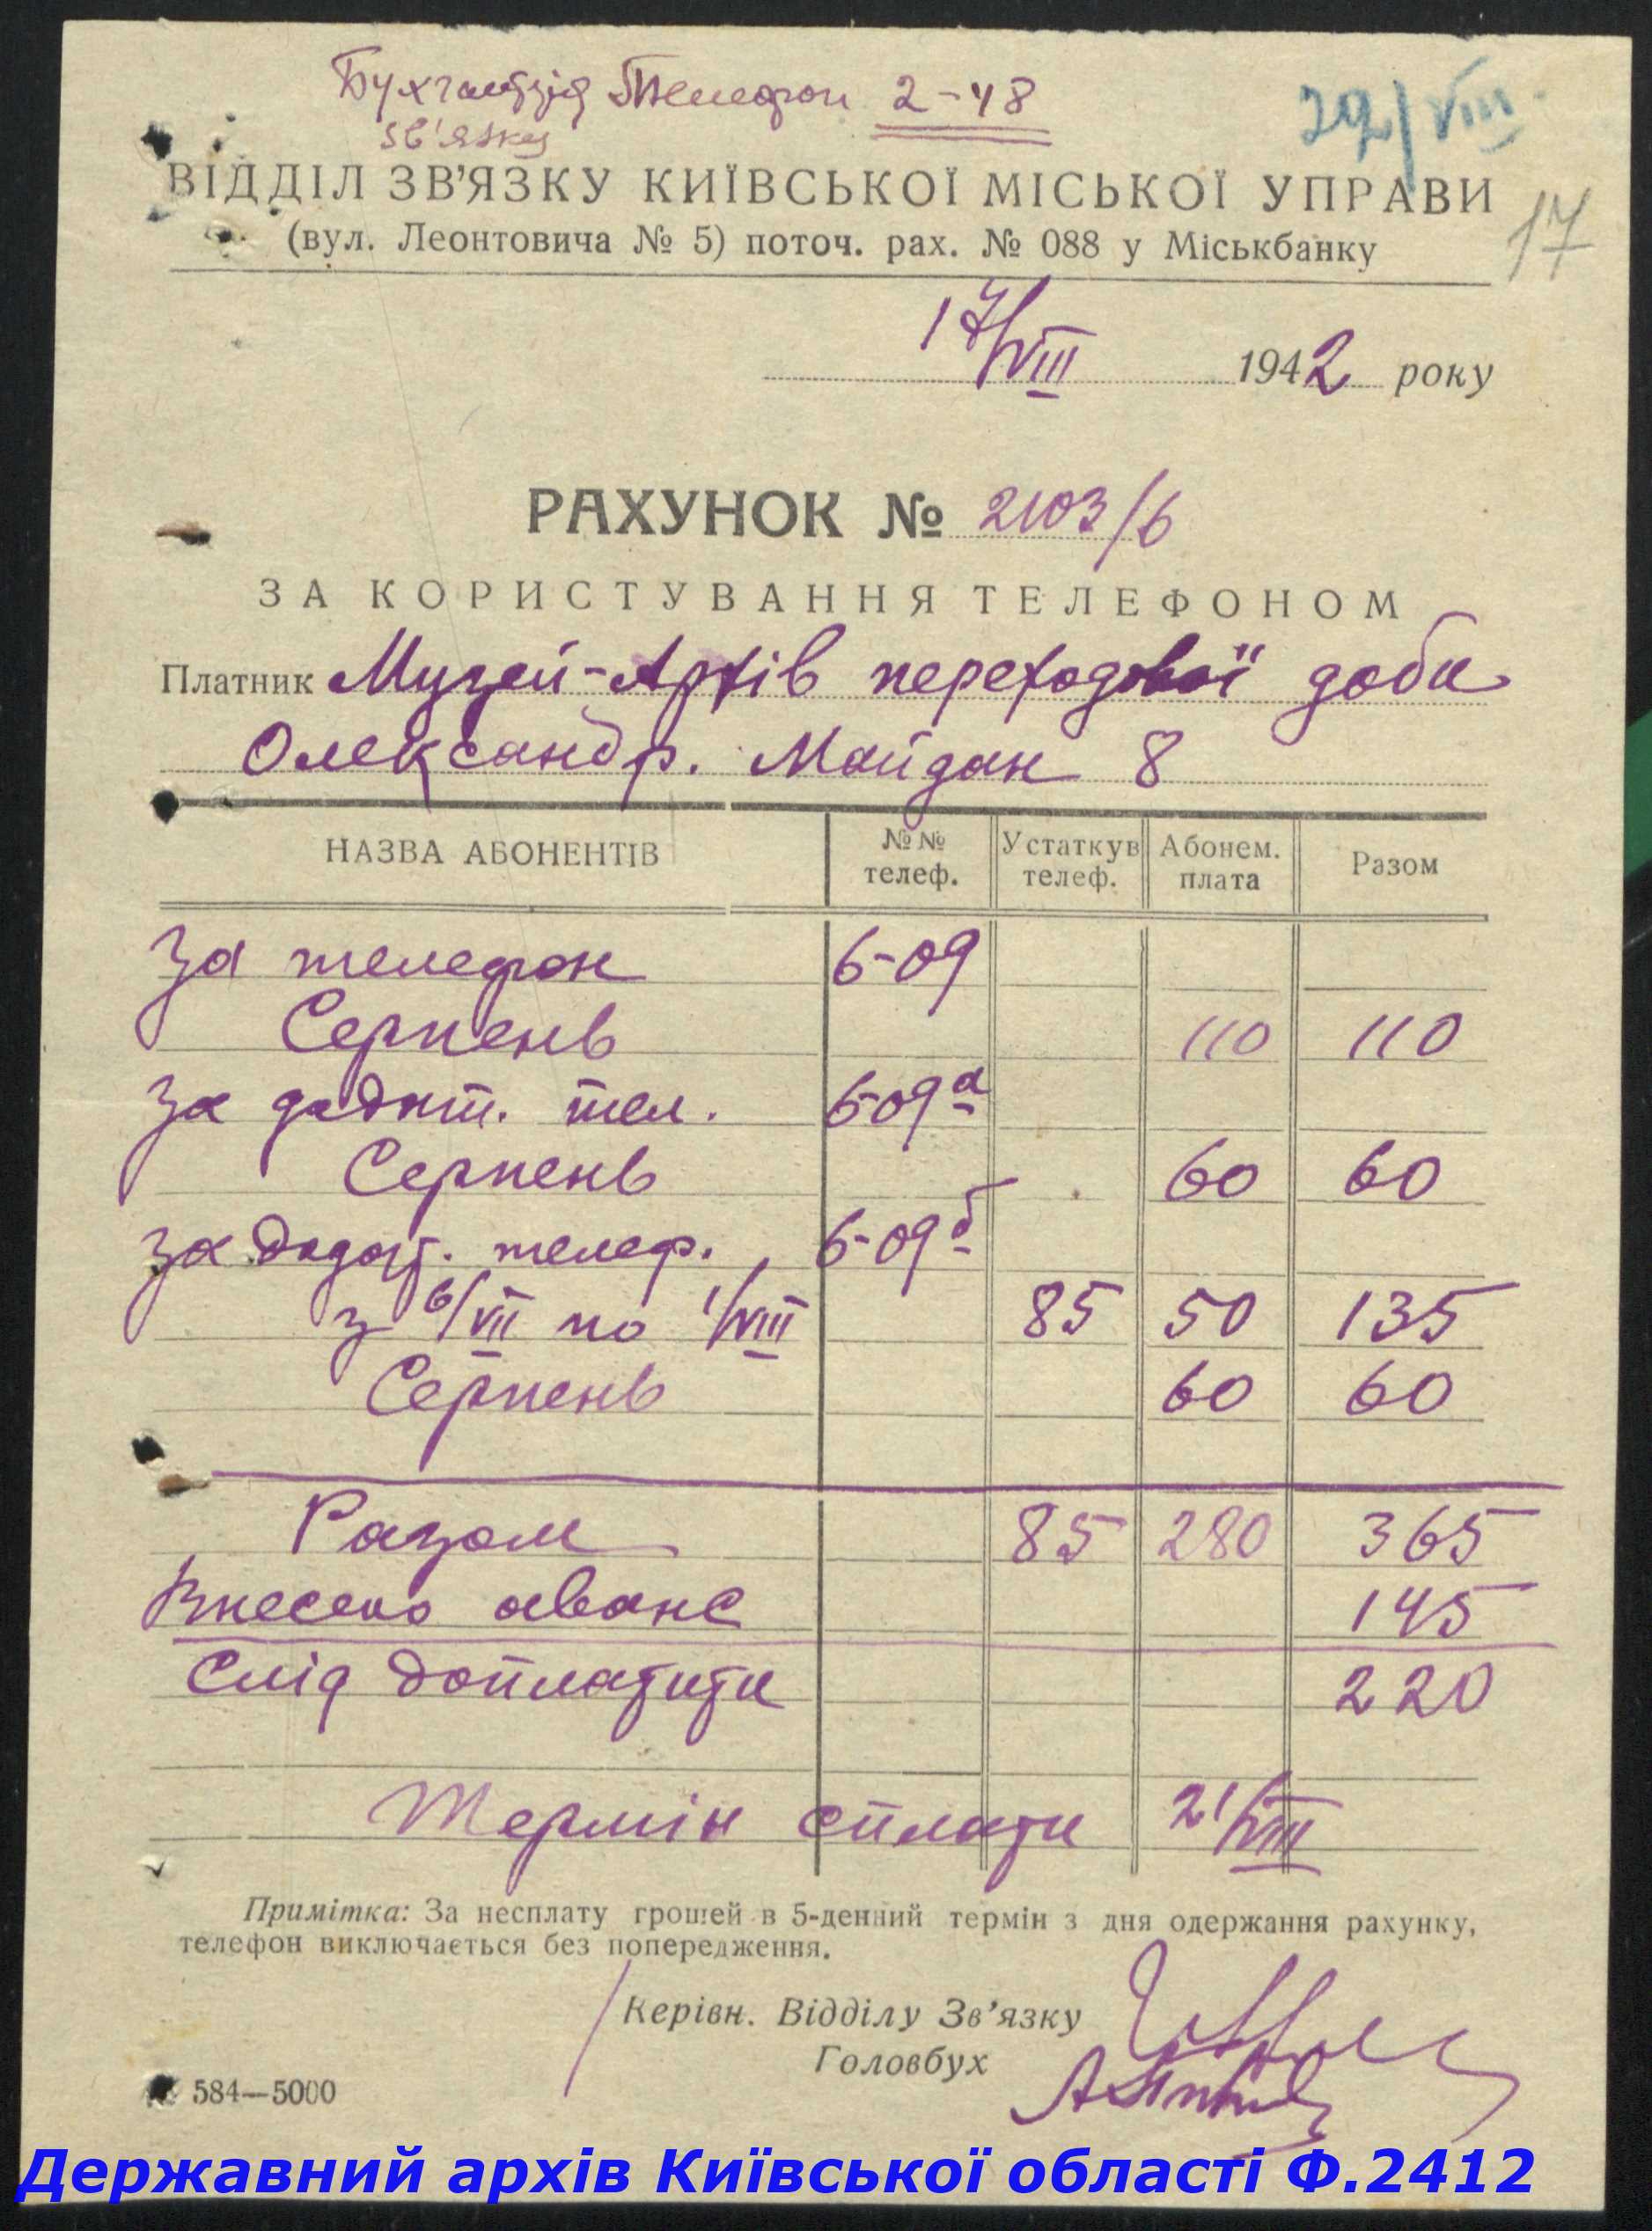 Бухгалтерія Телефон 2-48
зв'язку
29/VIII
ВІДДІЛ ЗВ'ЯЗКУ КИЇВСЬКОЇ МІСЬКОЇ УПРАВИ
17
(вул. Леонтовича № 5) поточ. рах. № 088 у Міськбанку
17/VIII 1942 року
РАХУНОК № 2103/6
ЗА КОРИСТУВАННЯ ТЕЛЕФОНОМ
Платник Музей-Архів переходової доби
Олександр. Майдан 8
НАЗВА АБОНЕНТІВ №№ телеф. Устаткув телеф. Абонем. плата Разом
За телефон 6-09
Серпень 110 110
За додат. тел. 6-09а
Серпень 60 60
За додат. телеф. 6-09б
з 6/VII по 1/VIII 85 50 135
Серпень 60 60
Разом 85 280 365
Внесено аванс 145
Слід доплатити 220
Термін сплати 21/VIII
Примітка: За несплату грошей в 5-денний термін з дня одержання рахунку,
телефон виключається без попередження.
Керівн. Відділу Зв'язку
Головбух
584—5000
Державний архів Київської області Ф.2412